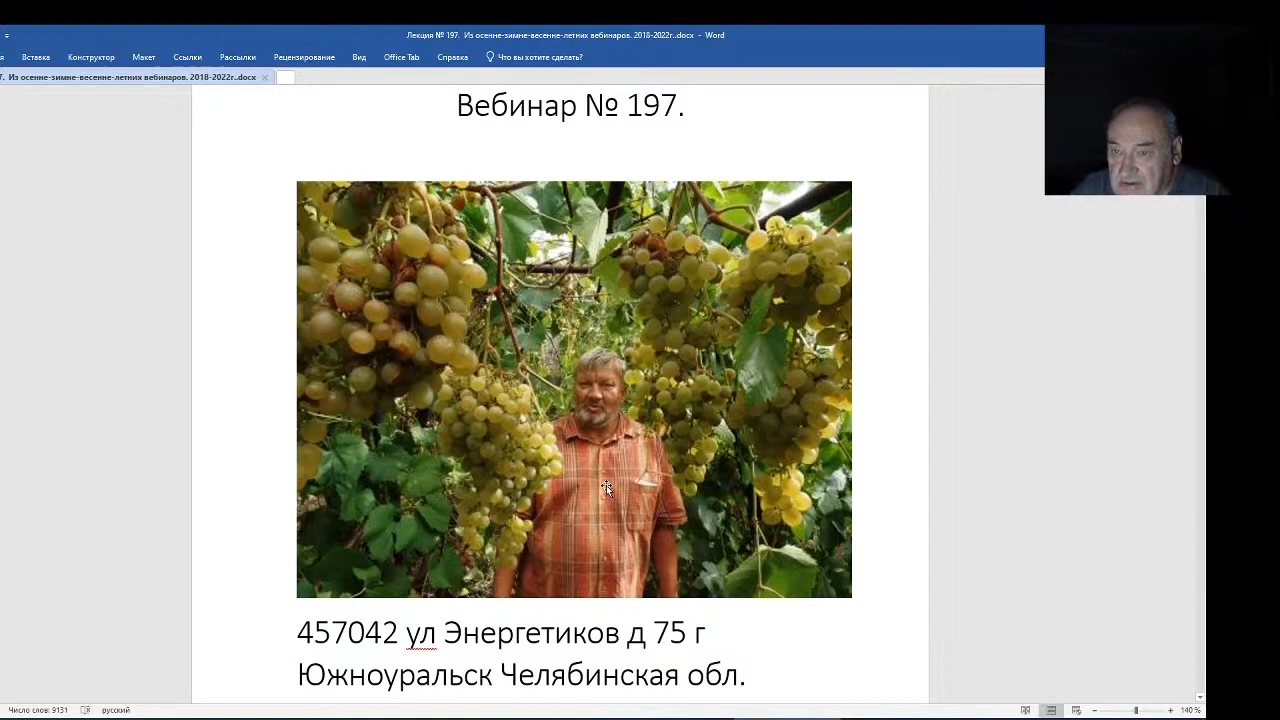 Лекция № 197.  Из осенне-зимне-весенне-летних вебинаров. 2018-2022г..docx  -  Word
Вставка Конструктор Макет Ссылки Рассылки Рецензирование Вид Office Tab Справка Что вы хотите сделать?
7.  Из осенне-зимне-весенне-летних вебинаров. 2018-2022г..docx
Вебинар № 197.
457042 ул Энергетиков д 75 г
Южноуральск Челябинская обл.
Число слов: 9131 русский 140 %